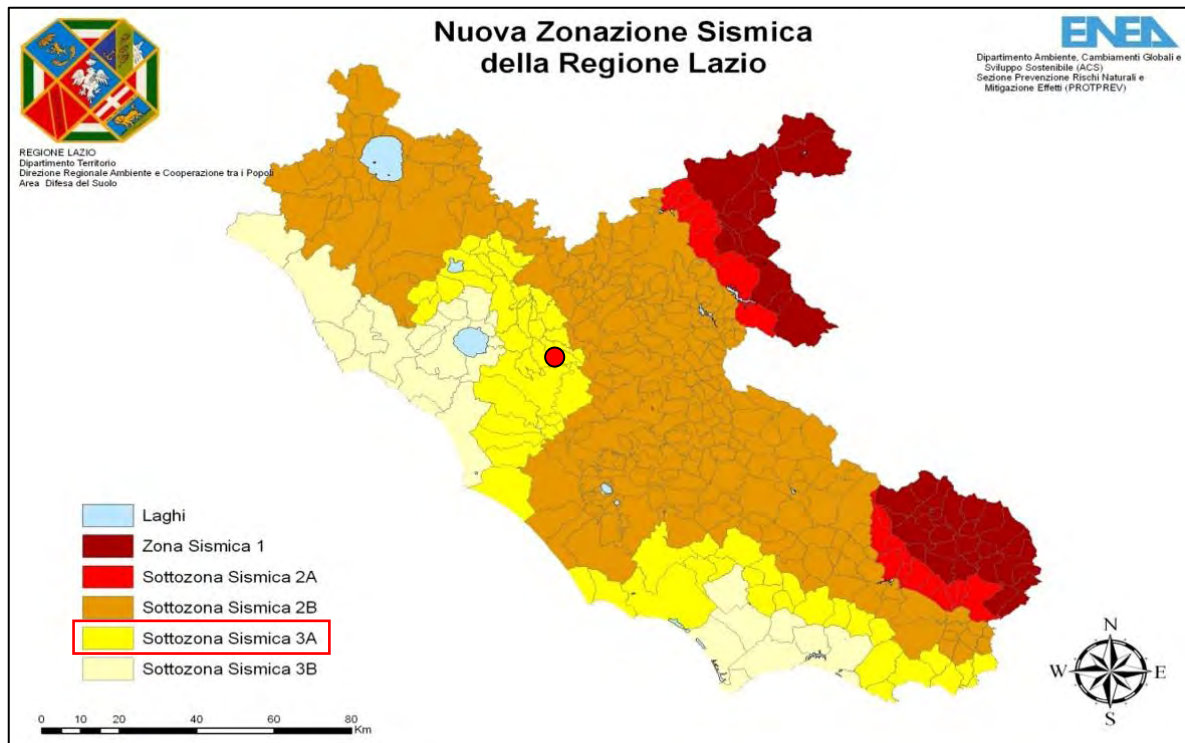 Nuova Zonazione Sismica
della Regione Lazio
ENEA
Dipartimento Ambiente, Cambiamenti Globali e
Sviluppo Sostenibile (ACS)
Sezione Prevenzione Rischi Naturali e
Mitigazione Effetti (PROTPREV)
REGIONE LAZIO
Dipartimento Territorio
Direzione Regionale Ambiente e Cooperazione tra i Popoli
Area Difesa del Suolo
Laghi
Zona Sismica 1
Sottozona Sismica 2A
Sottozona Sismica 2B
Sottozona Sismica 3A
Sottozona Sismica 3B
0 10 20 40 60 80
Km
N
W E
S